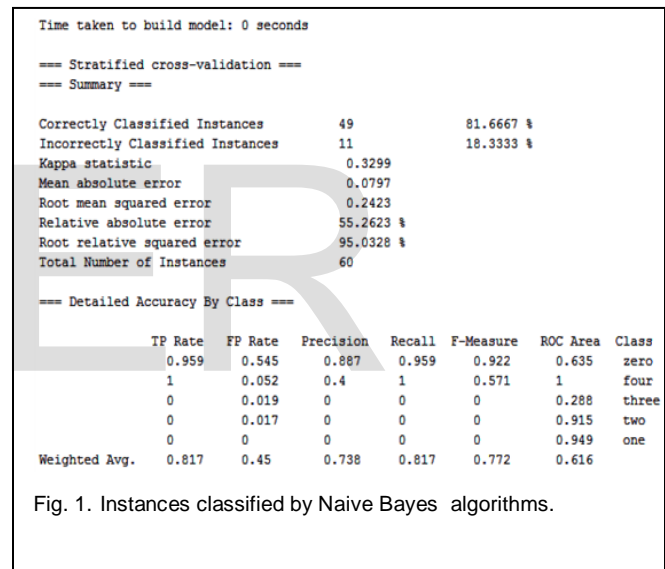 Time taken to build model: 0 seconds
=== Stratified cross-validation ===
=== Summary ===
Correctly Classified Instances 49 81.6667 %
Incorrectly Classified Instances 11 18.3333 %
Kappa statistic 0.3299
Mean absolute error 0.0797
Root mean squared error 0.2423
Relative absolute error 55.2623 %
Root relative squared error 95.0328 %
Total Number of Instances 60
=== Detailed Accuracy By Class ===
TP Rate FP Rate Precision Recall F-Measure ROC Area Class
0.959 0.545 0.887 0.959 0.922 0.635 zero
1 0.052 0.4 1 0.571 1 four
0 0.019 0 0 0 0.288 three
0 0.017 0 0 0 0.915 two
0 0 0 0 0 0.949 one
Weighted Avg. 0.817 0.45 0.738 0.817 0.772 0.616
Fig. 1. Instances classified by Naive Bayes algorithms.
ER